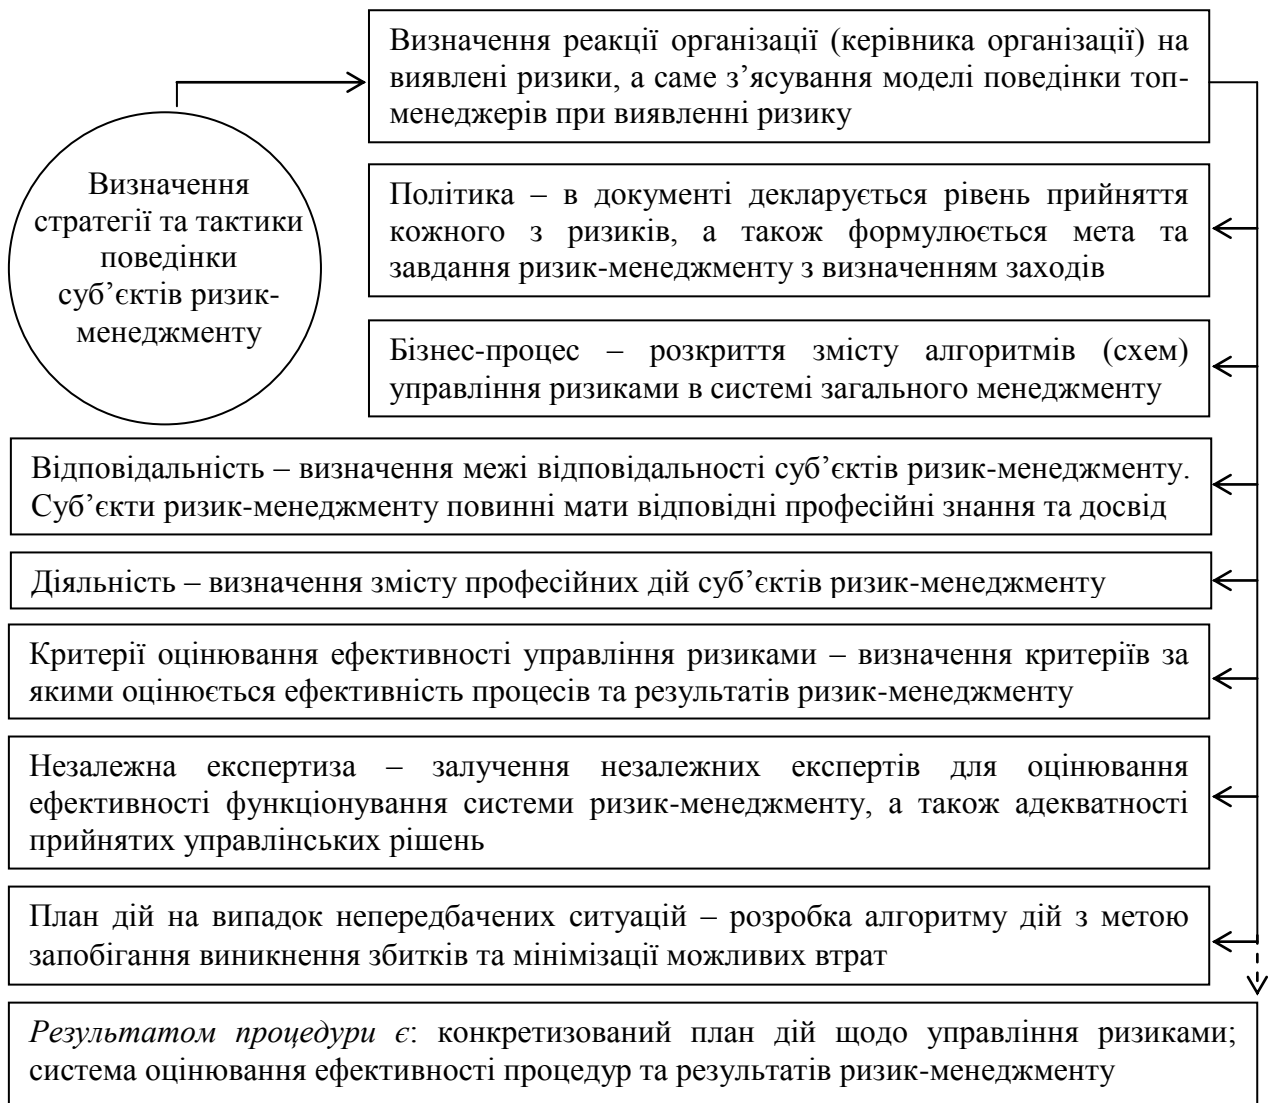 Визначення реакції організації (керівника організації) на
виявлені ризики, а саме з’ясування моделі поведінки топ-
менеджерів при виявленні ризику
Визначення
стратегії та тактики
поведінки
суб’єктів ризик-
менеджменту
Політика – в документі декларується рівень прийняття
кожного з ризиків, а також формулюється мета та
завдання ризик-менеджменту з визначенням заходів
Бізнес-процес – розкриття змісту алгоритмів (схем)
управління ризиками в системі загального менеджменту
Відповідальність – визначення межі відповідальності суб’єктів ризик-менеджменту.
Суб’єкти ризик-менеджменту повинні мати відповідні професійні знання та досвід
Діяльність – визначення змісту професійних дій суб’єктів ризик-менеджменту
Критерії оцінювання ефективності управління ризиками – визначення критеріїв за
якими оцінюється ефективність процесів та результатів ризик-менеджменту
Незалежна експертиза – залучення незалежних експертів для оцінювання
ефективності функціонування системи ризик-менеджменту, а також адекватності
прийнятих управлінських рішень
План дій на випадок непередбачених ситуацій – розробка алгоритму дій з метою
запобігання виникнення збитків та мінімізації можливих втрат
Результатом процедури є: конкретизований план дій щодо управління ризиками;
система оцінювання ефективності процедур та результатів ризик-менеджменту